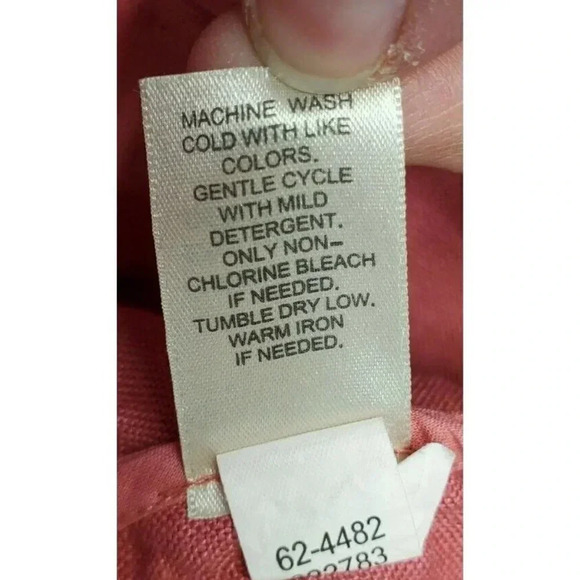 MACHINE WASH
COLD WITH LIKE
COLORS.
GENTLE CYCLE
WITH MILD
DETERGENT.
ONLY NON-
CHLORINE BLEACH
IF NEEDED.
TUMBLE DRY LOW.
WARM IRON
IF NEEDED.
62-4482